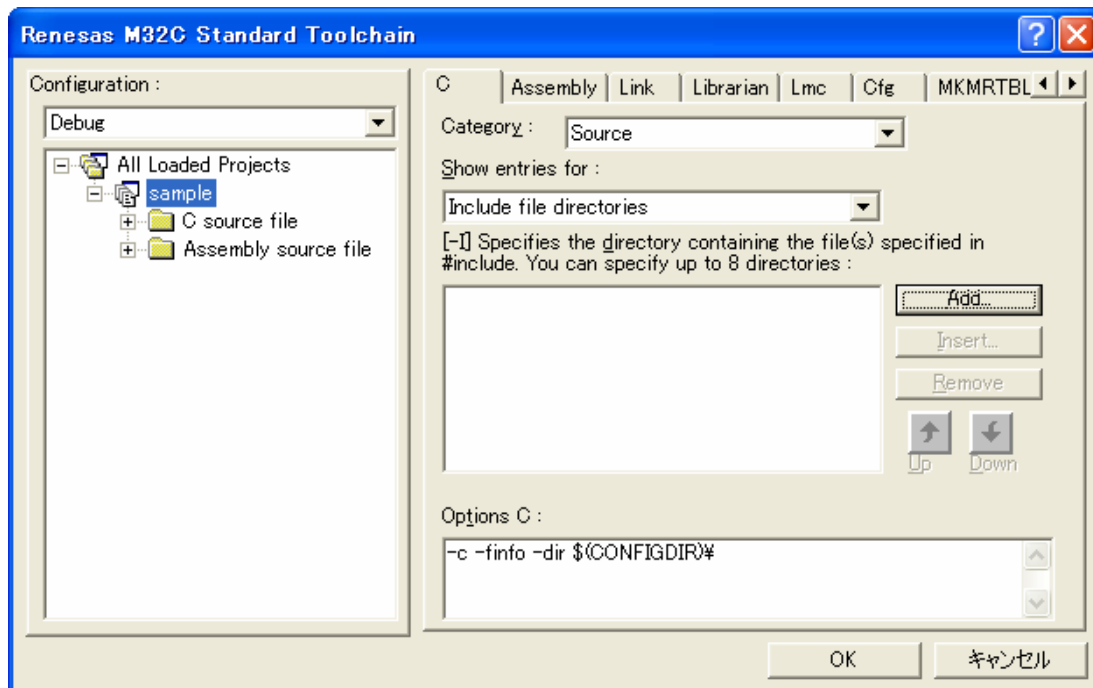 Renesas M32C Standard Toolchain
Configuration :
Debug
All Loaded Projects
sample
C source file
Assembly source file
C
Assembly
Link
Librarian
Lmc
Cfg
MKMRTBL
Category :
Source
Show entries for :
Include file directories
[-I] Specifies the directory containing the file(s) specified in
#include. You can specify up to 8 directories :
Add...
Insert...
Remove
Up
Down
Options C :
-c -finfo -dir $(CONFIGDIR)¥
OK
キャンセル